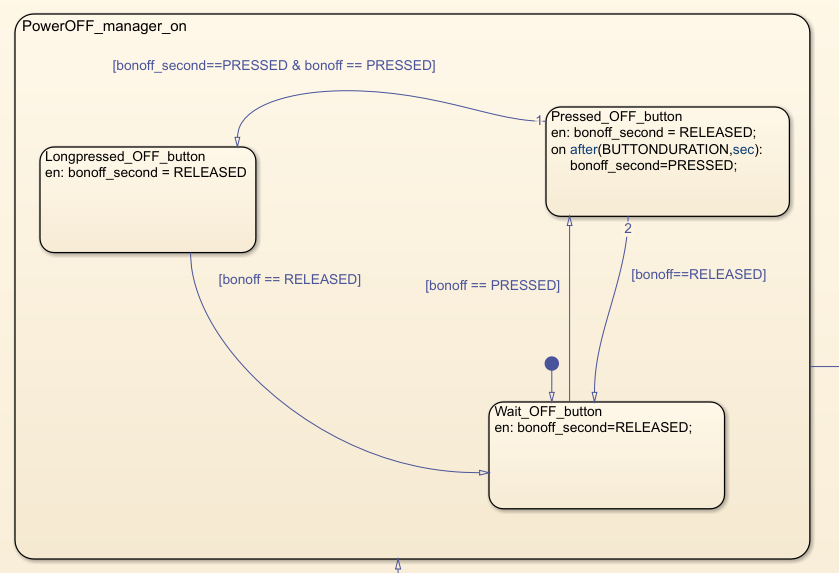 PowerOFF_manager_on
[bonoff_second==PRESSED & bonoff == PRESSED]
1
Pressed_OFF_button
en: bonoff_second = RELEASED;
on after(BUTTONDURATION,sec):
bonoff_second=PRESSED;
Longpressed_OFF_button
en: bonoff_second = RELEASED
2
[bonoff == RELEASED]
[bonoff == PRESSED]
[bonoff==RELEASED]
Wait_OFF_button
en: bonoff_second=RELEASED;